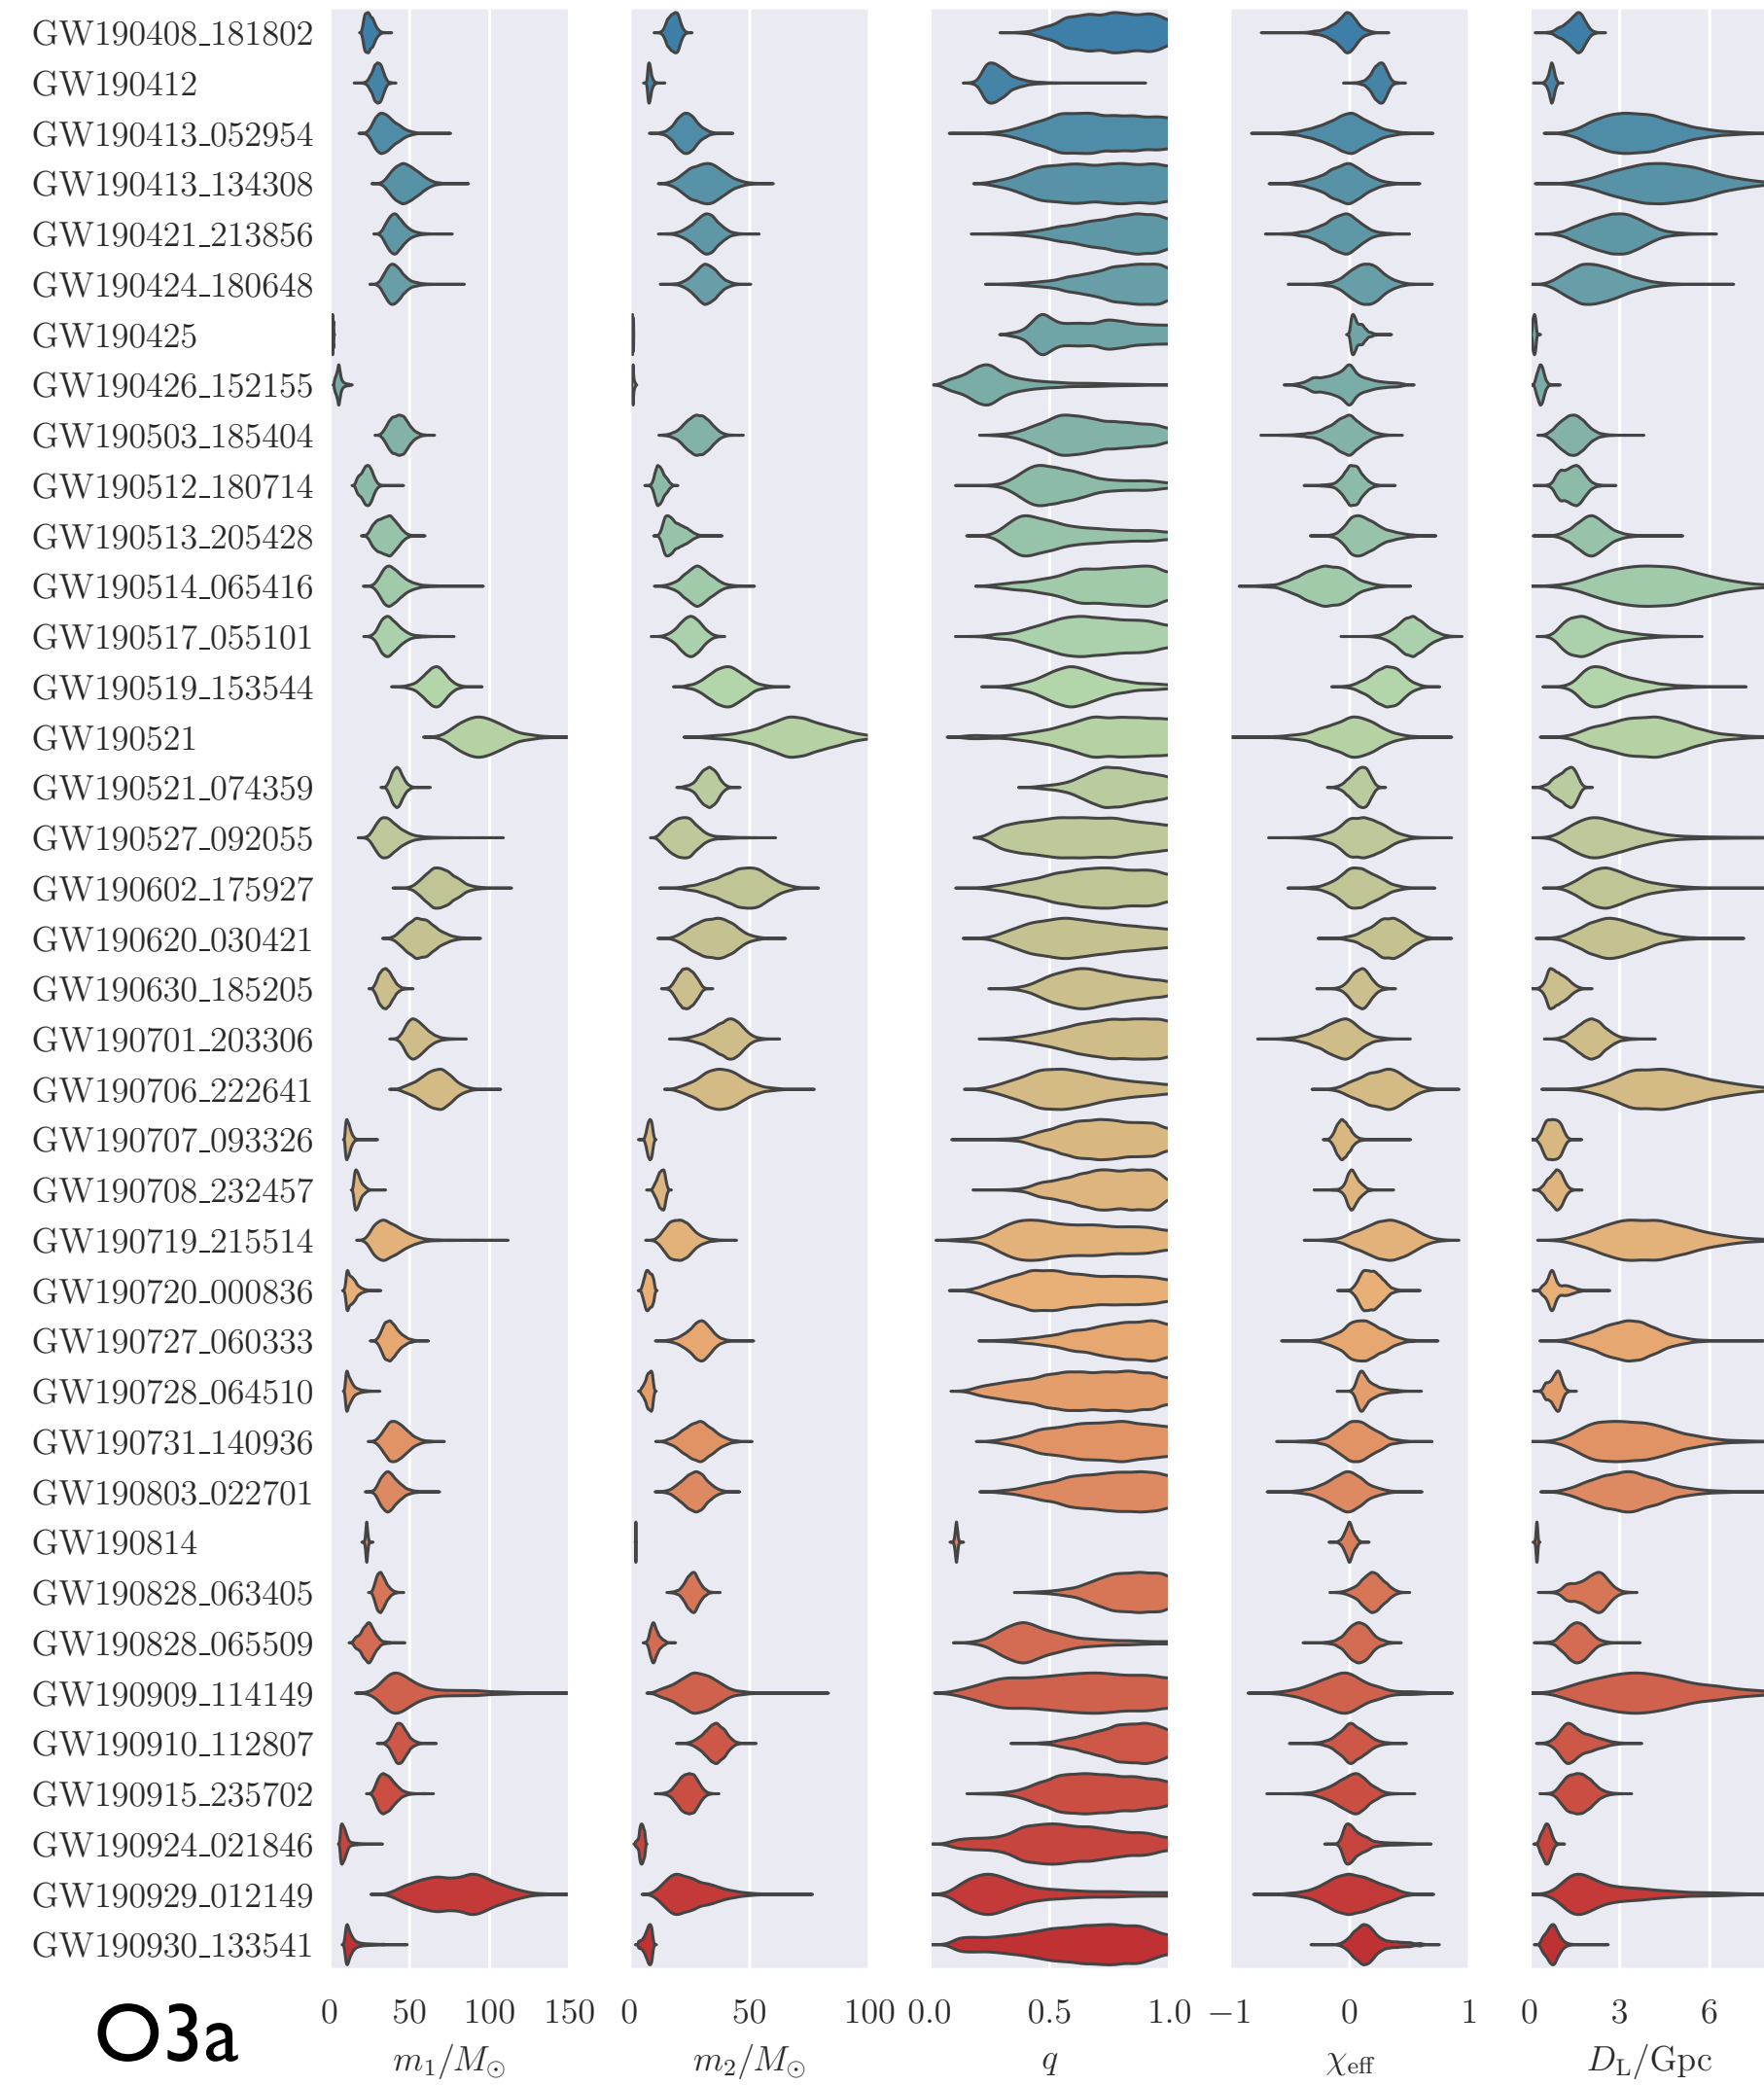 GW190408_181802
GW190412
GW190413_052954
GW190413_134308
GW190421_213856
GW190424_180648
GW190425
GW190426_152155
GW190503_185404
GW190512_180714
GW190513_205428
GW190514_065416
GW190517_055101
GW190519_153544
GW190521
GW190521_074359
GW190527_092055
GW190602_175927
GW190620_030421
GW190630_185205
GW190701_203306
GW190706_222641
GW190707_093326
GW190708_232457
GW190719_215514
GW190720_000836
GW190727_060333
GW190728_064510
GW190731_140936
GW190803_022701
GW190814
GW190828_063405
GW190828_065509
GW190909_114149
GW190910_112807
GW190915_235702
GW190924_021846
GW190929_012149
GW190930_133541
0 50 100 150 0 50 100 0.0 0.5 1.0 −1 0 1 0 3 6
O3a
m₁/M⊙ m₂/M⊙ q χeff D_L/Gpc